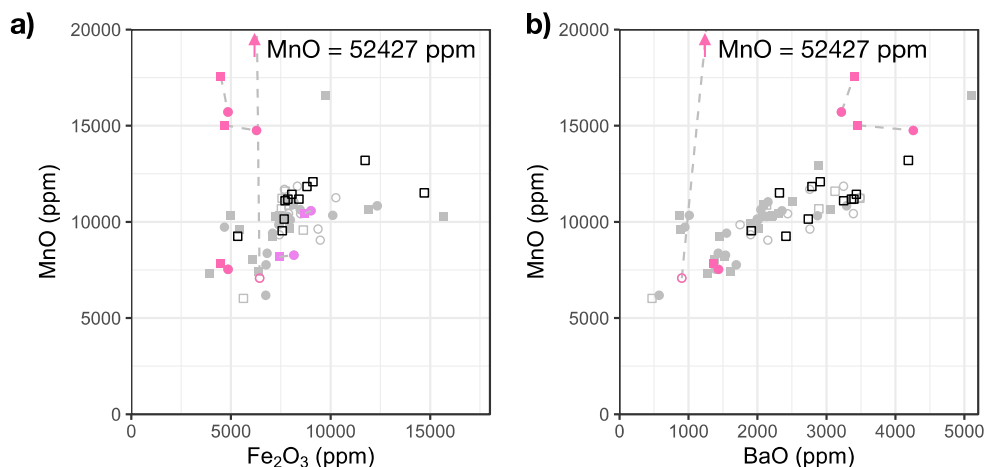 a)
MnO = 52427 ppm
20000
15000
10000
5000
0
MnO (ppm)
0 5000 10000 15000
Fe₂O₃ (ppm)
b)
MnO = 52427 ppm
20000
15000
10000
5000
0
MnO (ppm)
0 1000 2000 3000 4000 5000
BaO (ppm)